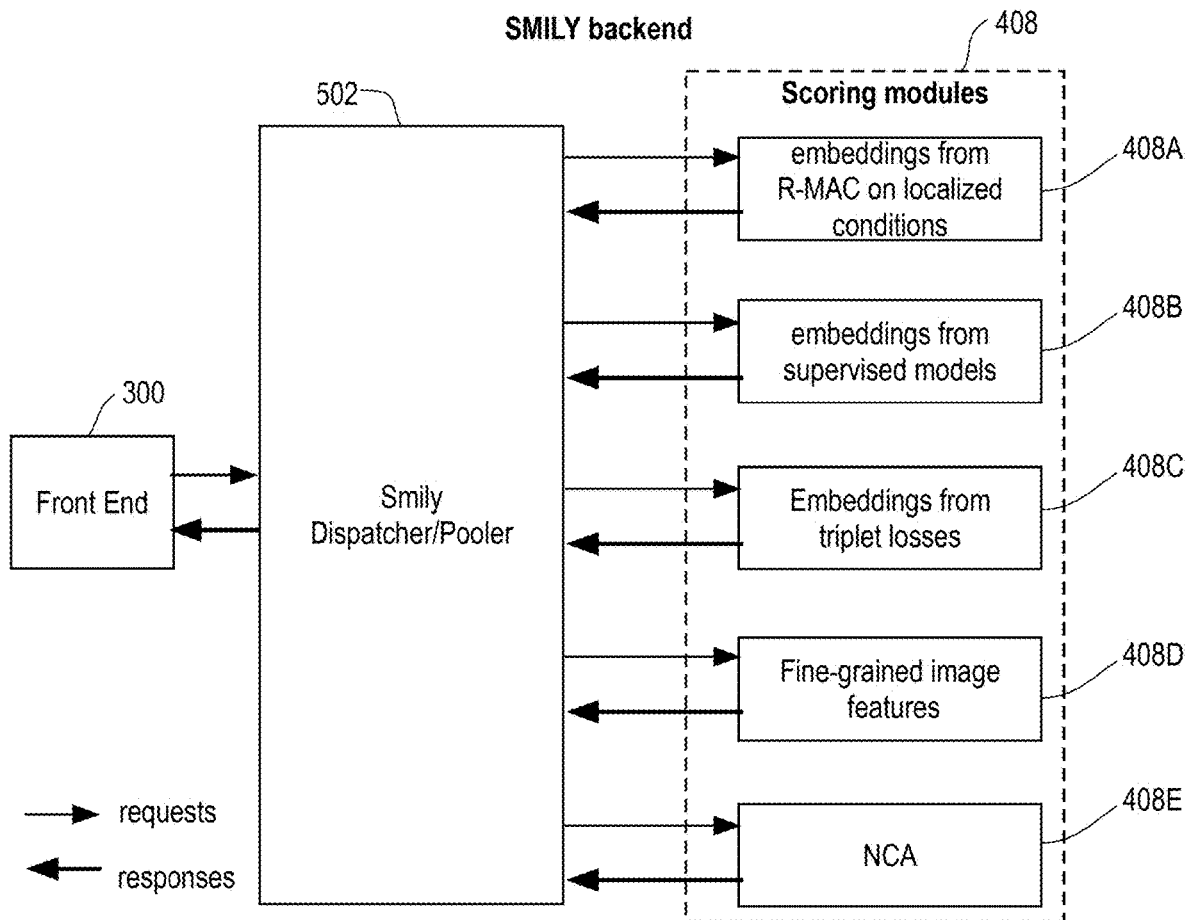 SMILY backend
408
502
Scoring modules
embeddings from
R-MAC on localized
conditions
408A
embeddings from
supervised models
408B
300
Front End
Smily
Dispatcher/Pooler
Embeddings from
triplet losses
408C
Fine-grained image
features
408D
requests
responses
NCA
408E